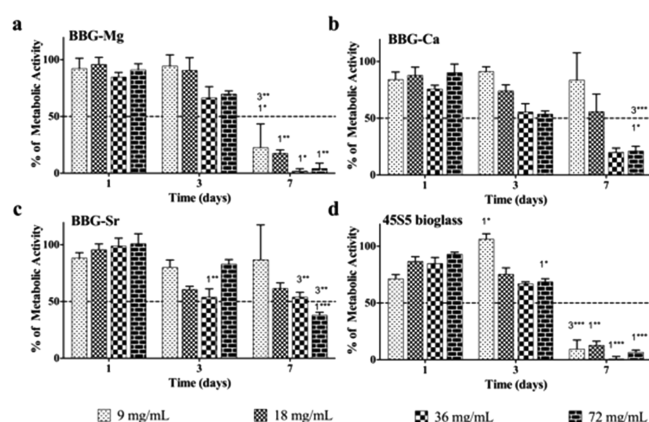 a
BBG-Mg
% of Metabolic Activity
100
50
0
3**
1*
1**
1*
1**
1
3
7
Time (days)
b
BBG-Ca
% of Metabolic Activity
100
50
0
3***
1*
1
3
7
Time (days)
c
BBG-Sr
% of Metabolic Activity
100
50
0
1**
3**
3**
1***
1
3
7
Time (days)
d
45S5 bioglass
% of Metabolic Activity
100
50
0
1*
1*
3***
1**
1***
1***
1
3
7
Time (days)
9 mg/mL
18 mg/mL
36 mg/mL
72 mg/mL